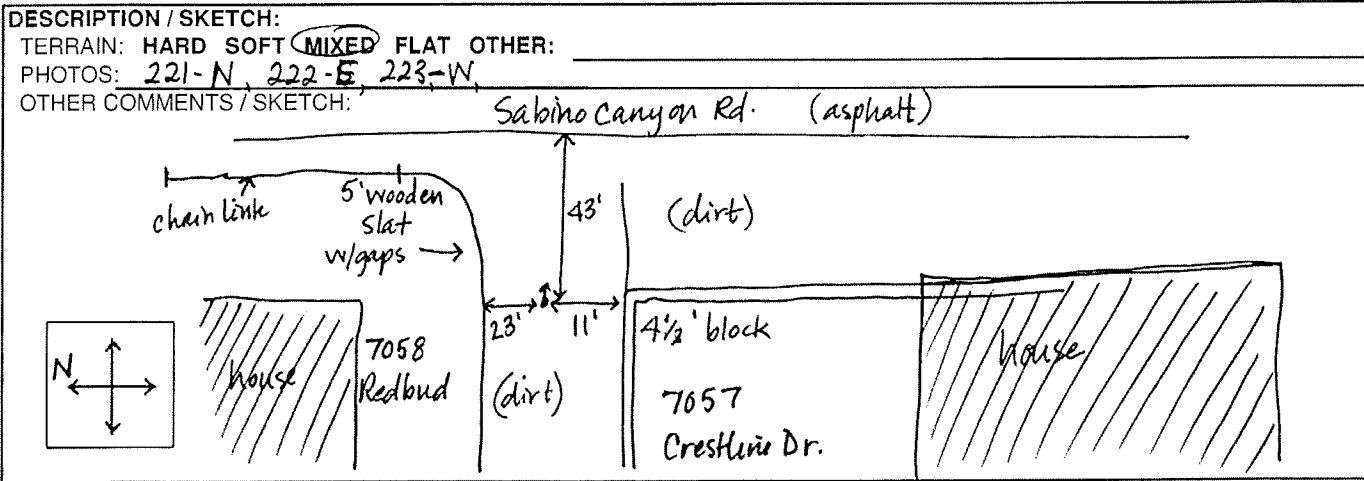 DESCRIPTION / SKETCH:
TERRAIN: HARD SOFT MIXED FLAT OTHER:
PHOTOS: 221-N, 222-E, 223-W,
OTHER COMMENTS / SKETCH:
Sabino Canyon Rd. (asphalt)
chain link
5' wooden
slat
w/gaps
43'
(dirt)
23'
11'
4½' block
N
house
7058
Redbud
(dirt)
7057
Crestline Dr.
house